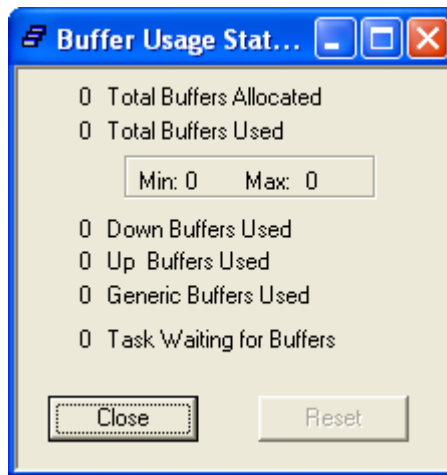 Buffer Usage Stat...
0 Total Buffers Allocated
0 Total Buffers Used
Min: 0 Max: 0
0 Down Buffers Used
0 Up Buffers Used
0 Generic Buffers Used
0 Task Waiting for Buffers
Close Reset